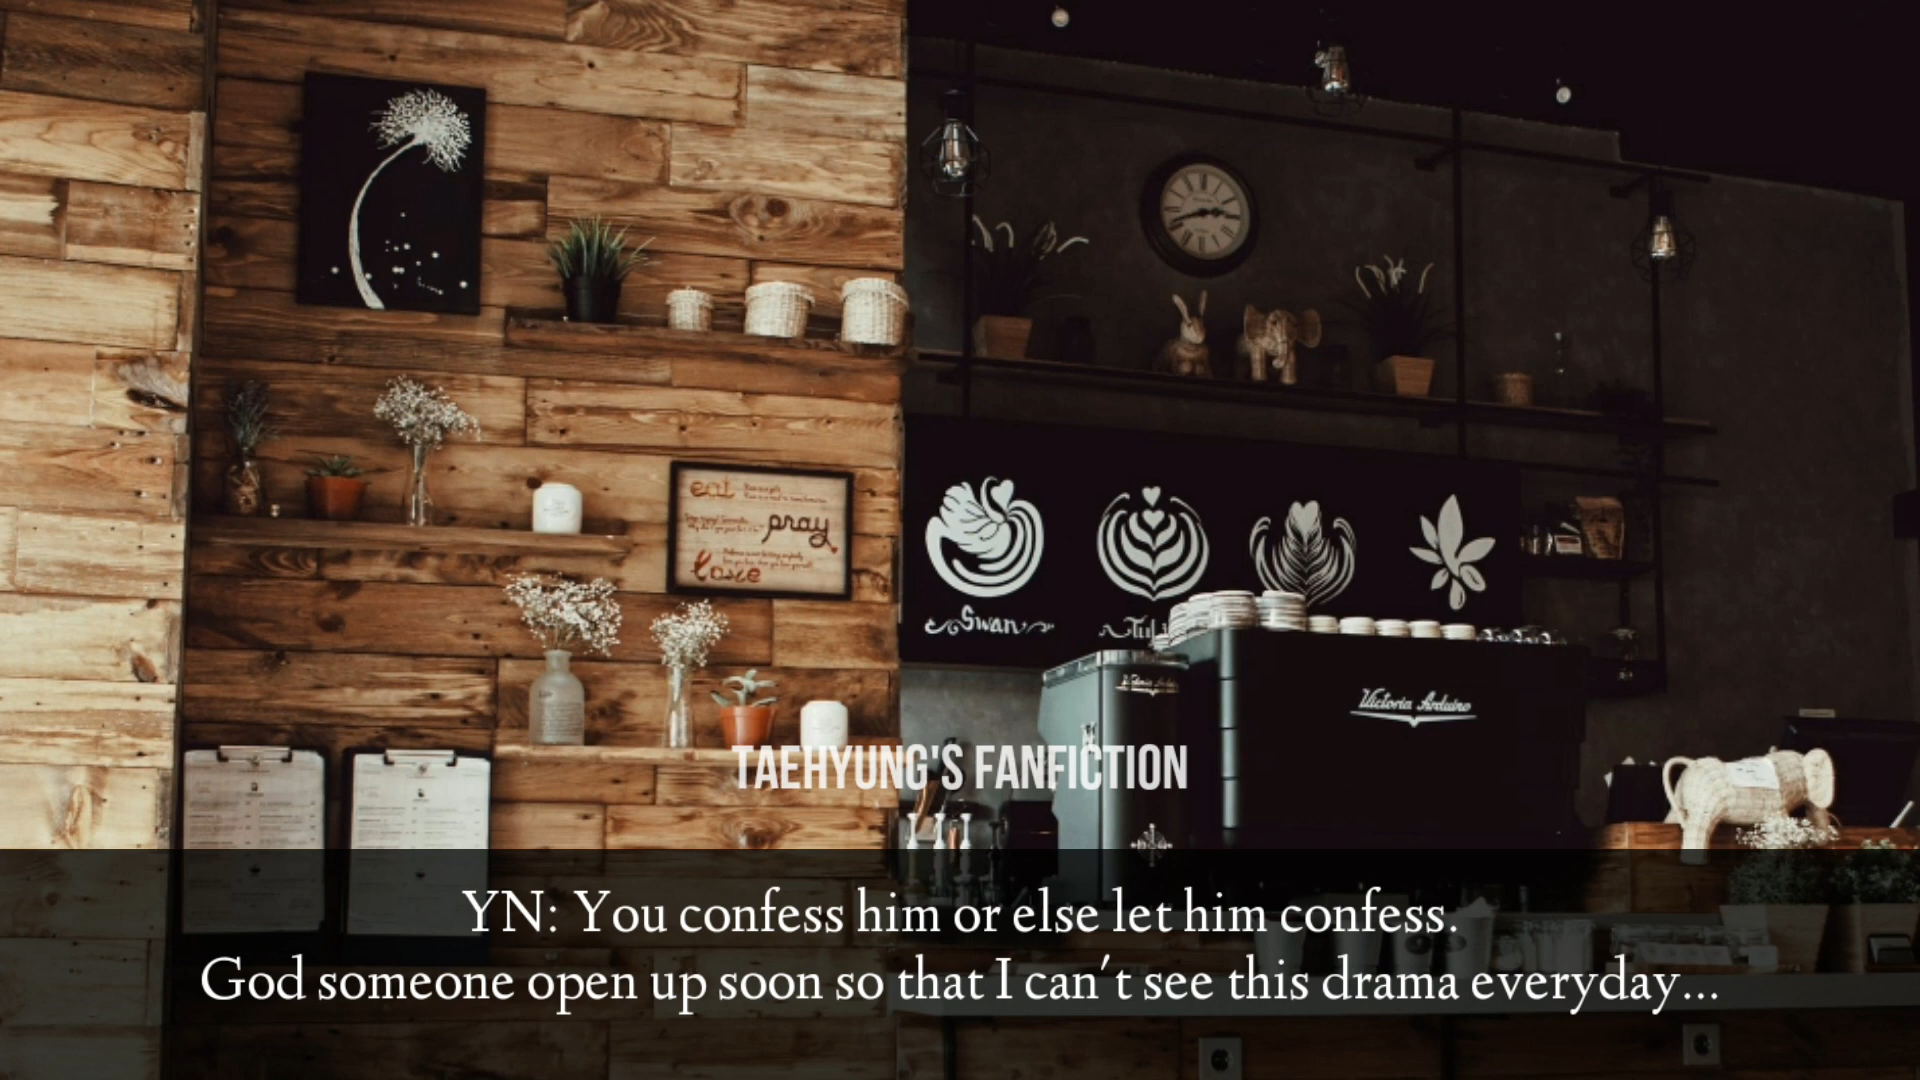 eat
pray
love
Swan
Victoria Arduino
TAEHYUNG'S FANFICTION
YN: You confess him or else let him confess.
God someone open up soon so that I can't see this drama everyday...